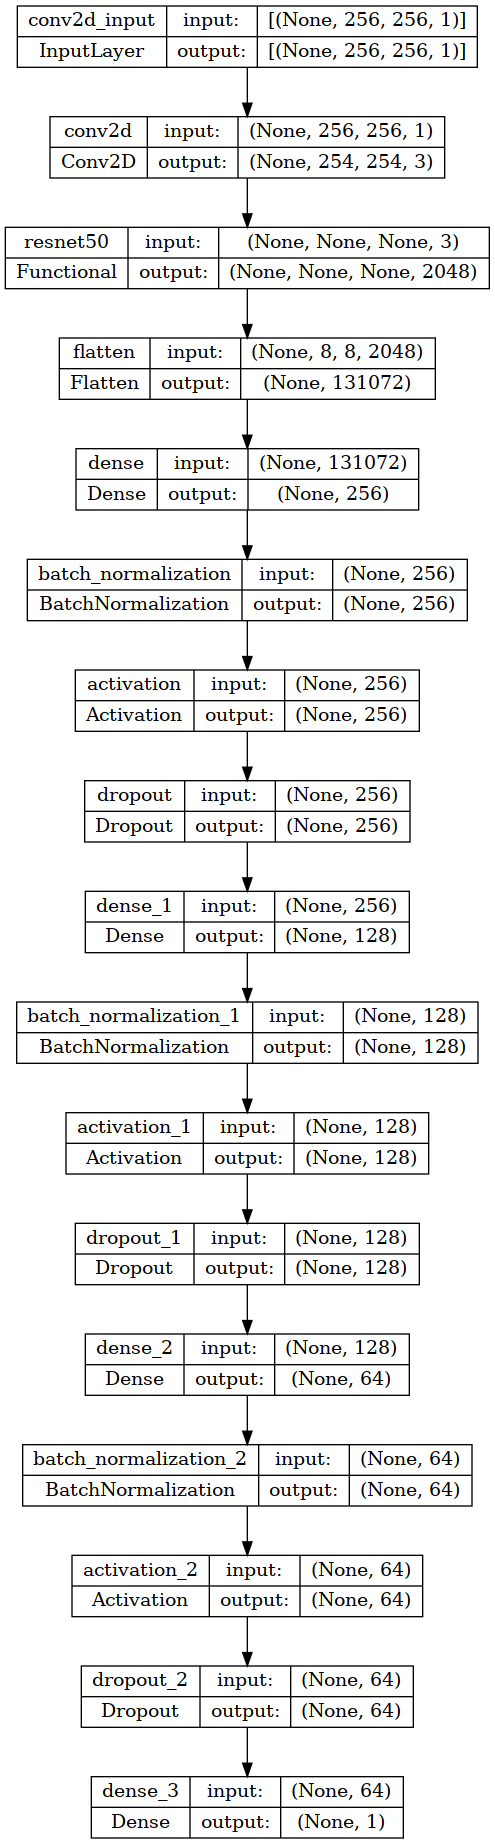 conv2d_input input: [(None, 256, 256, 1)]
InputLayer output: [(None, 256, 256, 1)]
conv2d input: (None, 256, 256, 1)
Conv2D output: (None, 254, 254, 3)
resnet50 input: (None, None, None, 3)
Functional output: (None, None, None, 2048)
flatten input: (None, 8, 8, 2048)
Flatten output: (None, 131072)
dense input: (None, 131072)
Dense output: (None, 256)
batch_normalization input: (None, 256)
BatchNormalization output: (None, 256)
activation input: (None, 256)
Activation output: (None, 256)
dropout input: (None, 256)
Dropout output: (None, 256)
dense_1 input: (None, 256)
Dense output: (None, 128)
batch_normalization_1 input: (None, 128)
BatchNormalization output: (None, 128)
activation_1 input: (None, 128)
Activation output: (None, 128)
dropout_1 input: (None, 128)
Dropout output: (None, 128)
dense_2 input: (None, 128)
Dense output: (None, 64)
batch_normalization_2 input: (None, 64)
BatchNormalization output: (None, 64)
activation_2 input: (None, 64)
Activation output: (None, 64)
dropout_2 input: (None, 64)
Dropout output: (None, 64)
dense_3 input: (None, 64)
Dense output: (None, 1)